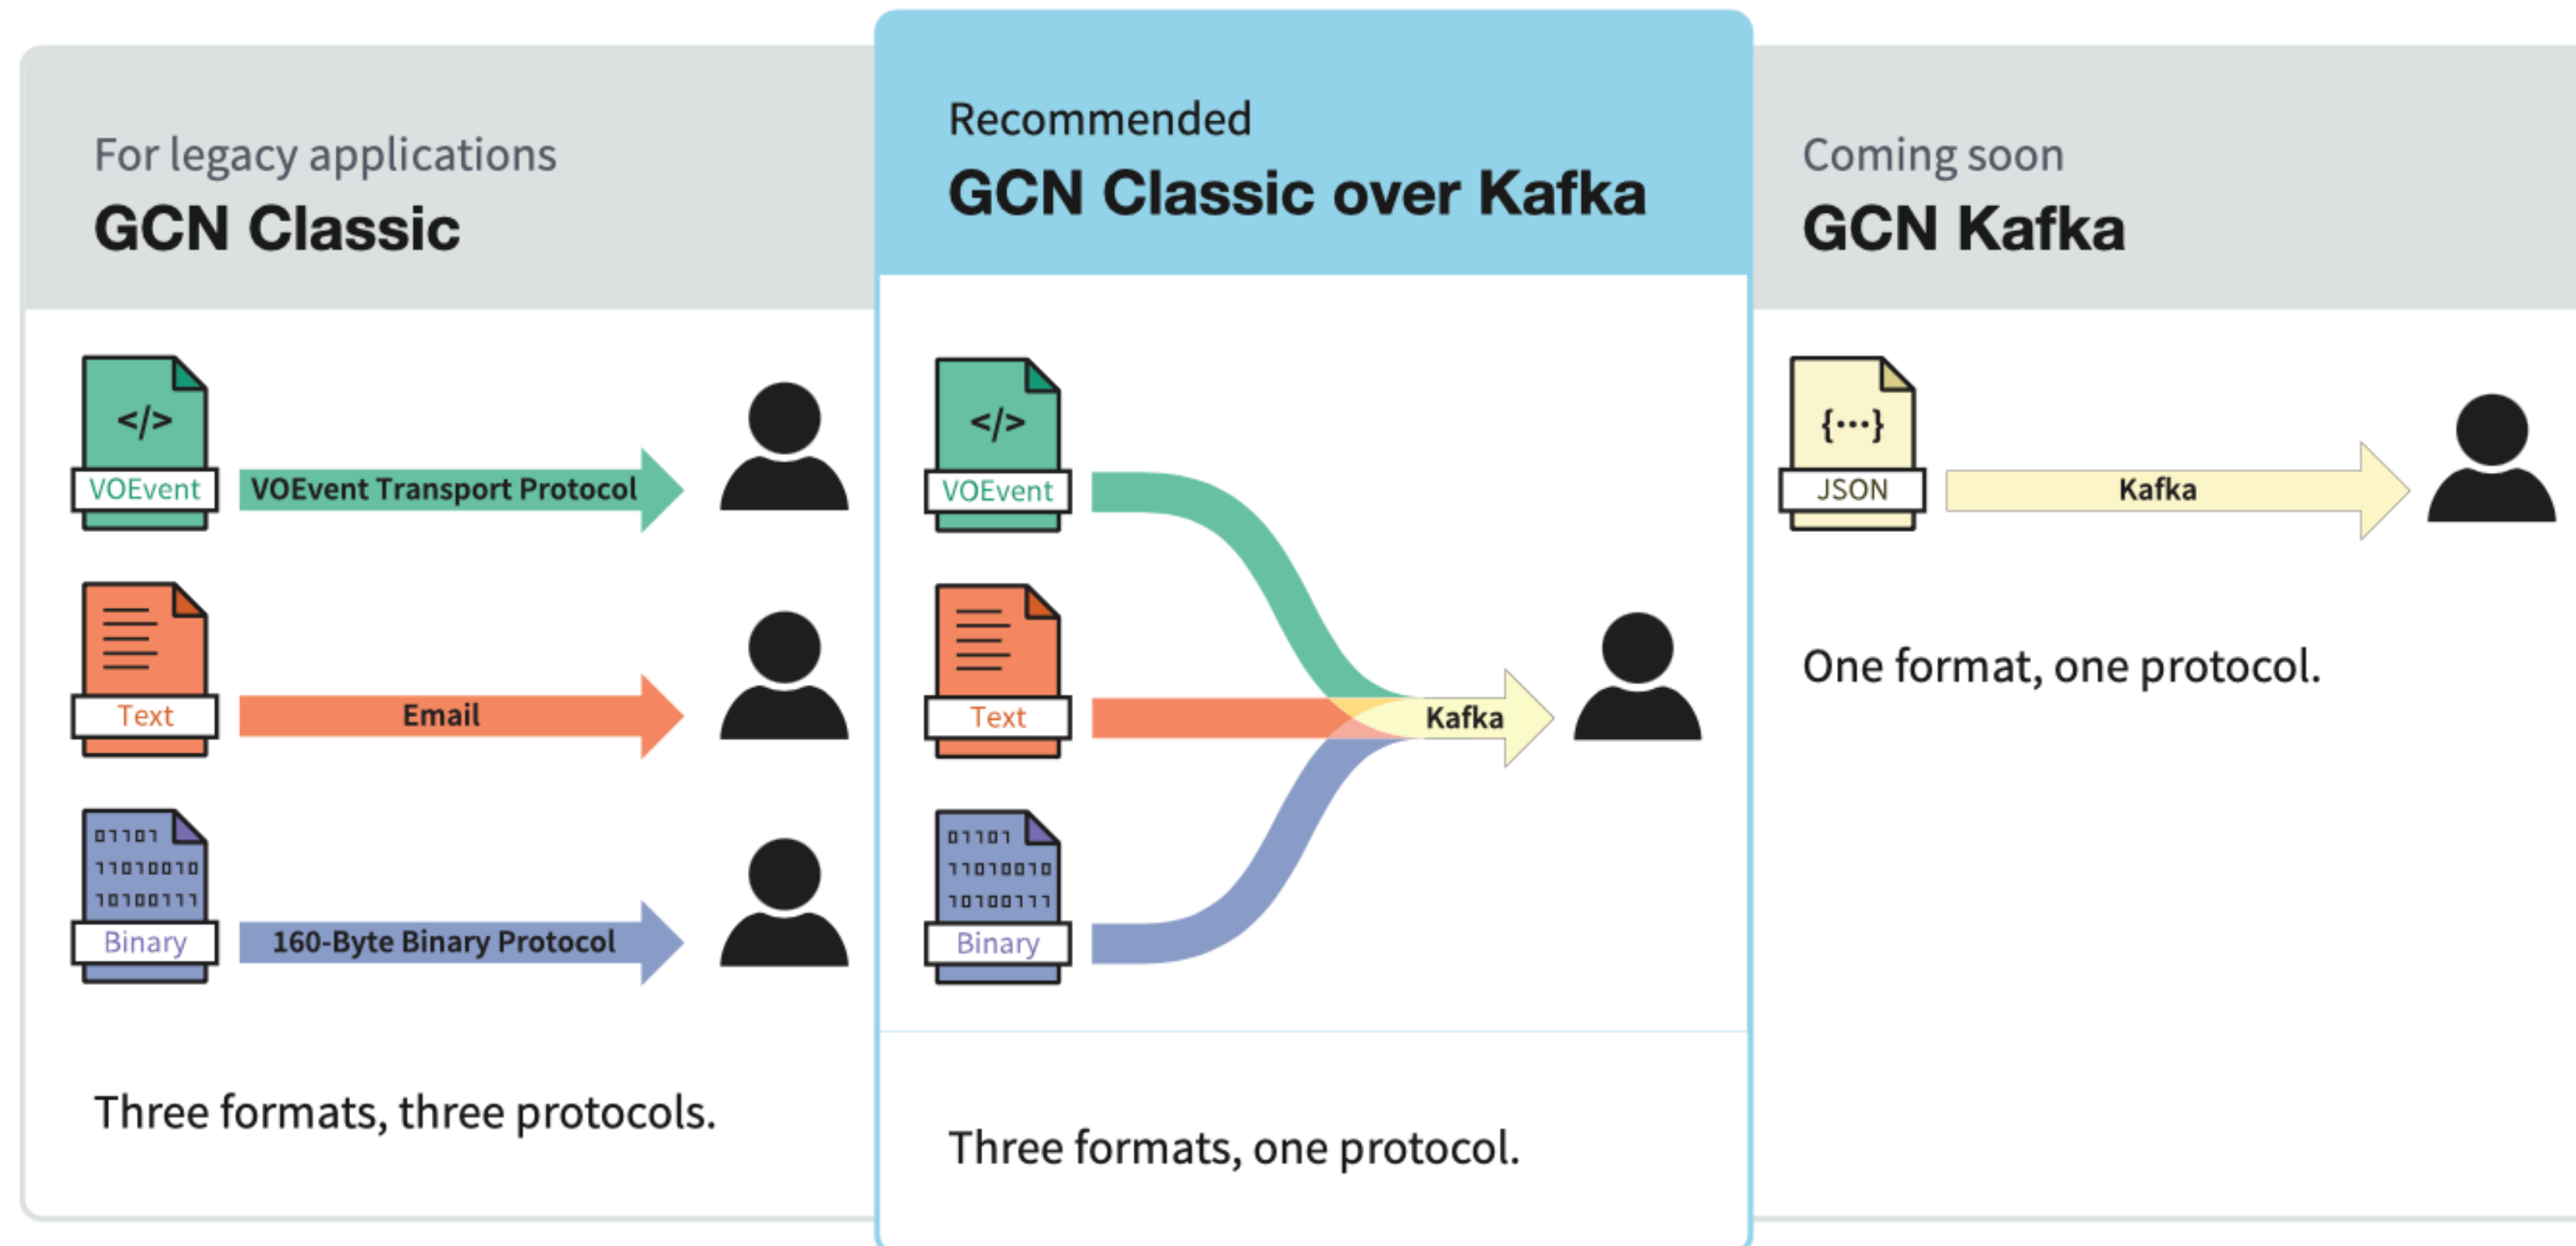 For legacy applications
GCN Classic
</>
VOEvent
VOEvent Transport Protocol
Text
Email
01101
11010010
10100111
Binary
160-Byte Binary Protocol
Three formats, three protocols.
Recommended
GCN Classic over Kafka
</>
VOEvent
Text
Kafka
01101
11010010
10100111
Binary
Three formats, one protocol.
Coming soon
GCN Kafka
{···}
JSON
Kafka
One format, one protocol.